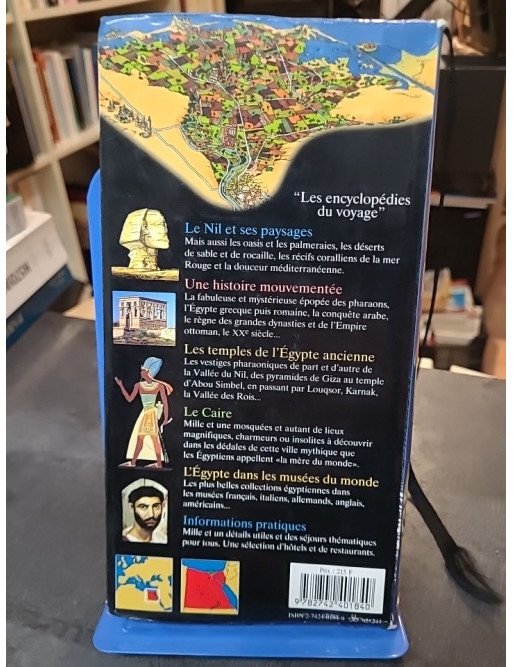 "Les encyclopédies
du voyage"
Le Nil et ses paysages
Mais aussi les oasis et les palmeraies, les déserts
de sable et de rocaille, les récifs coralliens de la mer
Rouge et la douceur méditerranéenne.
Une histoire mouvementée
La fabuleuse et mystérieuse épopée des pharaons,
l'Égypte grecque puis romaine, la conquête arabe,
le règne des grandes dynasties et de l'Empire
ottoman, le XXe siècle...
Les temples de l'Égypte ancienne
Les vestiges pharaoniques de part et d'autre de
la Vallée du Nil, des pyramides de Giza au temple
d'Abou Simbel, en passant par Louqsor, Karnak,
la Vallée des Rois...
Le Caire
Mille et une mosquées et autant de lieux
magnifiques, charmeurs ou insolites à découvrir
dans les dédales de cette ville mythique que
les Égyptiens appellent «la mère du monde».
L'Égypte dans les musées du monde
Les plus belles collections égyptiennes dans
les musées français, italiens, allemands, anglais,
américains...
Informations pratiques
Mille et un détails utiles et des séjours thématiques
pour tous. Une sélection d'hôtels et de restaurants.
Prix : 215 F
9 782742 401840
ISBN